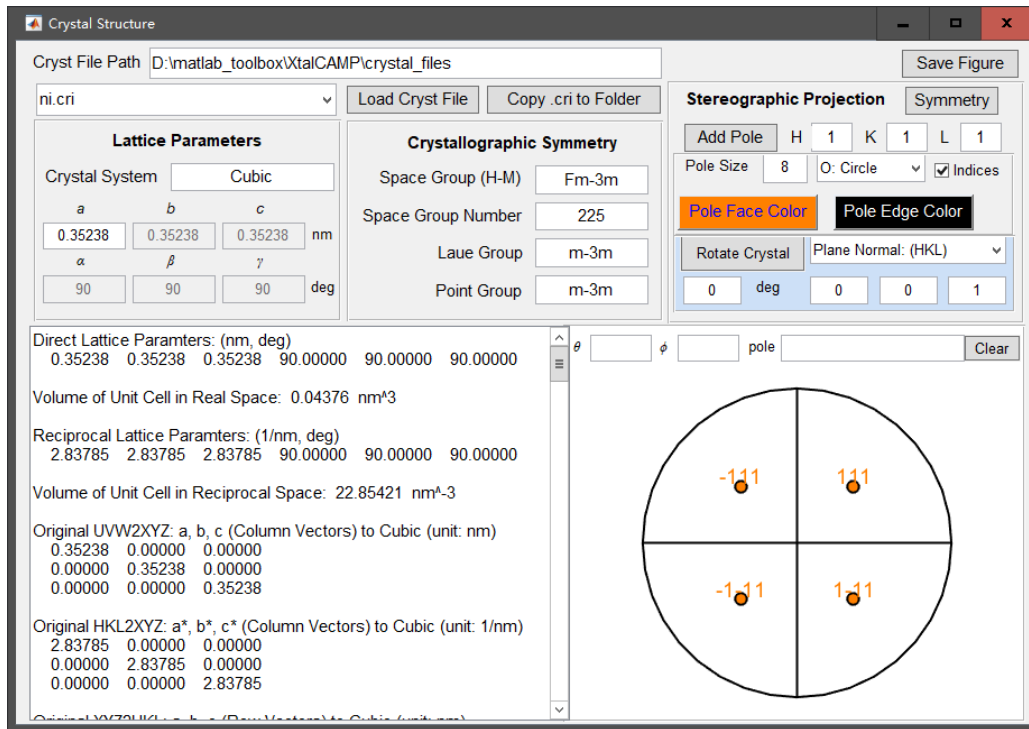 Crystal Structure
Cryst File Path D:\matlab_toolbox\XtalCAMP\crystal_files Save Figure
ni.cri Load Cryst File Copy .cri to Folder
Stereographic Projection Symmetry
Lattice Parameters
Crystal System Cubic
a b c
0.35238 0.35238 0.35238 nm
α β γ
90 90 90 deg
Crystallographic Symmetry
Space Group (H-M) Fm-3m
Space Group Number 225
Laue Group m-3m
Point Group m-3m
Add Pole H 1 K 1 L 1
Pole Size 8 O: Circle Indices
Pole Face Color Pole Edge Color
Rotate Crystal Plane Normal: (HKL)
0 deg 0 0 1
Direct Lattice Paramters: (nm, deg)
0.35238 0.35238 0.35238 90.00000 90.00000 90.00000
Volume of Unit Cell in Real Space: 0.04376 nm^3
Reciprocal Lattice Paramters: (1/nm, deg)
2.83785 2.83785 2.83785 90.00000 90.00000 90.00000
Volume of Unit Cell in Reciprocal Space: 22.85421 nm^-3
Original UVW2XYZ: a, b, c (Column Vectors) to Cubic (unit: nm)
0.35238 0.00000 0.00000
0.00000 0.35238 0.00000
0.00000 0.00000 0.35238
Original HKL2XYZ: a*, b*, c* (Column Vectors) to Cubic (unit: 1/nm)
2.83785 0.00000 0.00000
0.00000 2.83785 0.00000
0.00000 0.00000 2.83785
Original XYZ2HKL: a, b, c (Row Vectors) to Cubic (unit: nm)
θ ϕ pole Clear
-111 111
-1-11 1-11